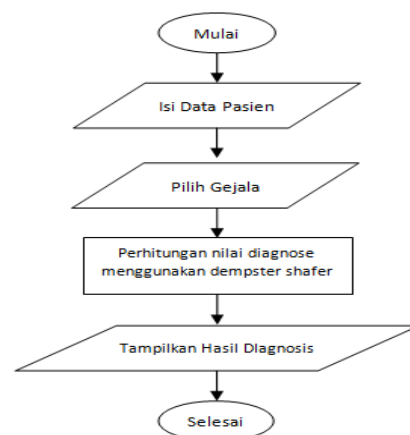 Mulai
Isi Data Pasien
Pilih Gejala
Perhitungan nilai diagnose
menggunakan dempster shafer
Tampilkan Hasil Diagnosis
Selesai